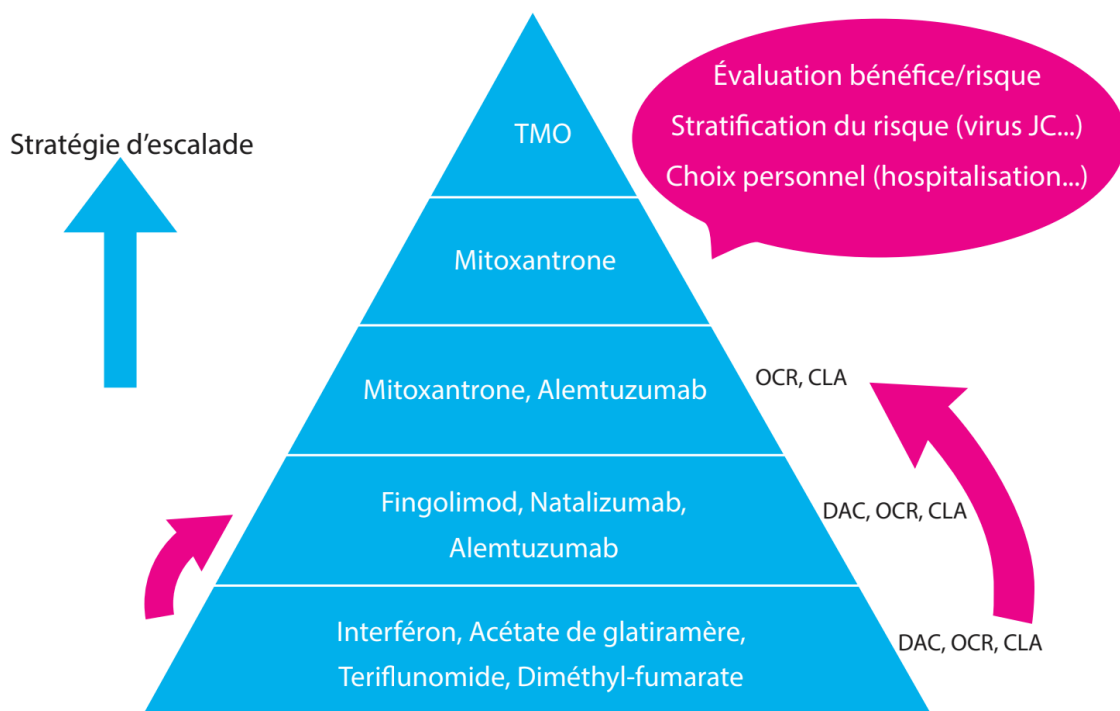 Évaluation bénéfice/risque
Stratification du risque (virus JC...)
Choix personnel (hospitalisation...)
Stratégie d’escalade
TMO
Mitoxantrone
Mitoxantrone, Alemtuzumab
OCR, CLA
Fingolimod, Natalizumab,
Alemtuzumab
DAC, OCR, CLA
Interféron, Acétate de glatiramère,
Teriflunomide, Diméthyl-fumarate
DAC, OCR, CLA